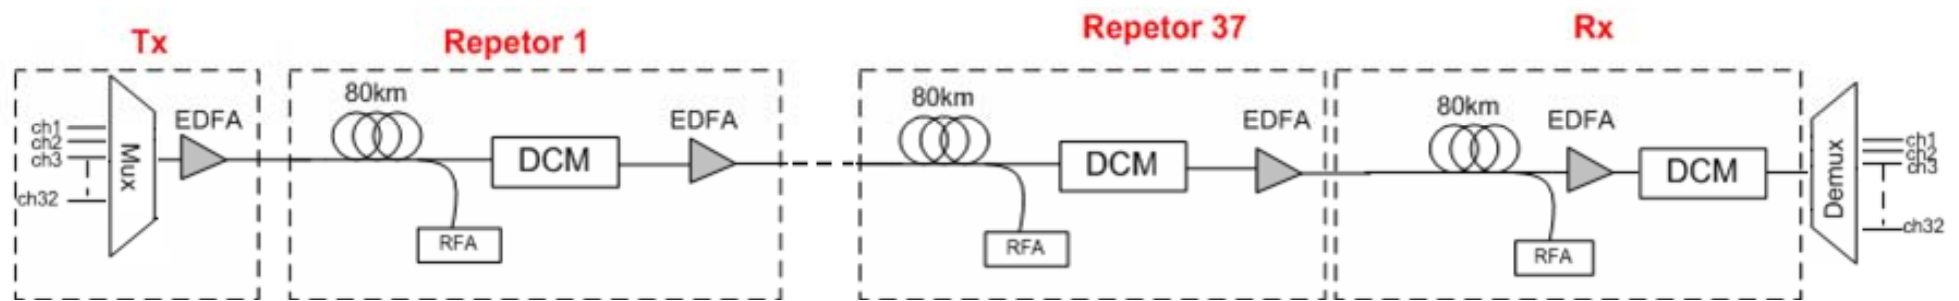 Tx
Repetor 1
Repetor 37
Rx
ch1
ch2
ch3
ch32
Mux
EDFA
80km
DCM
EDFA
RFA
80km
DCM
EDFA
RFA
80km
EDFA
DCM
RFA
Demux
ch1
ch2
ch3
ch32